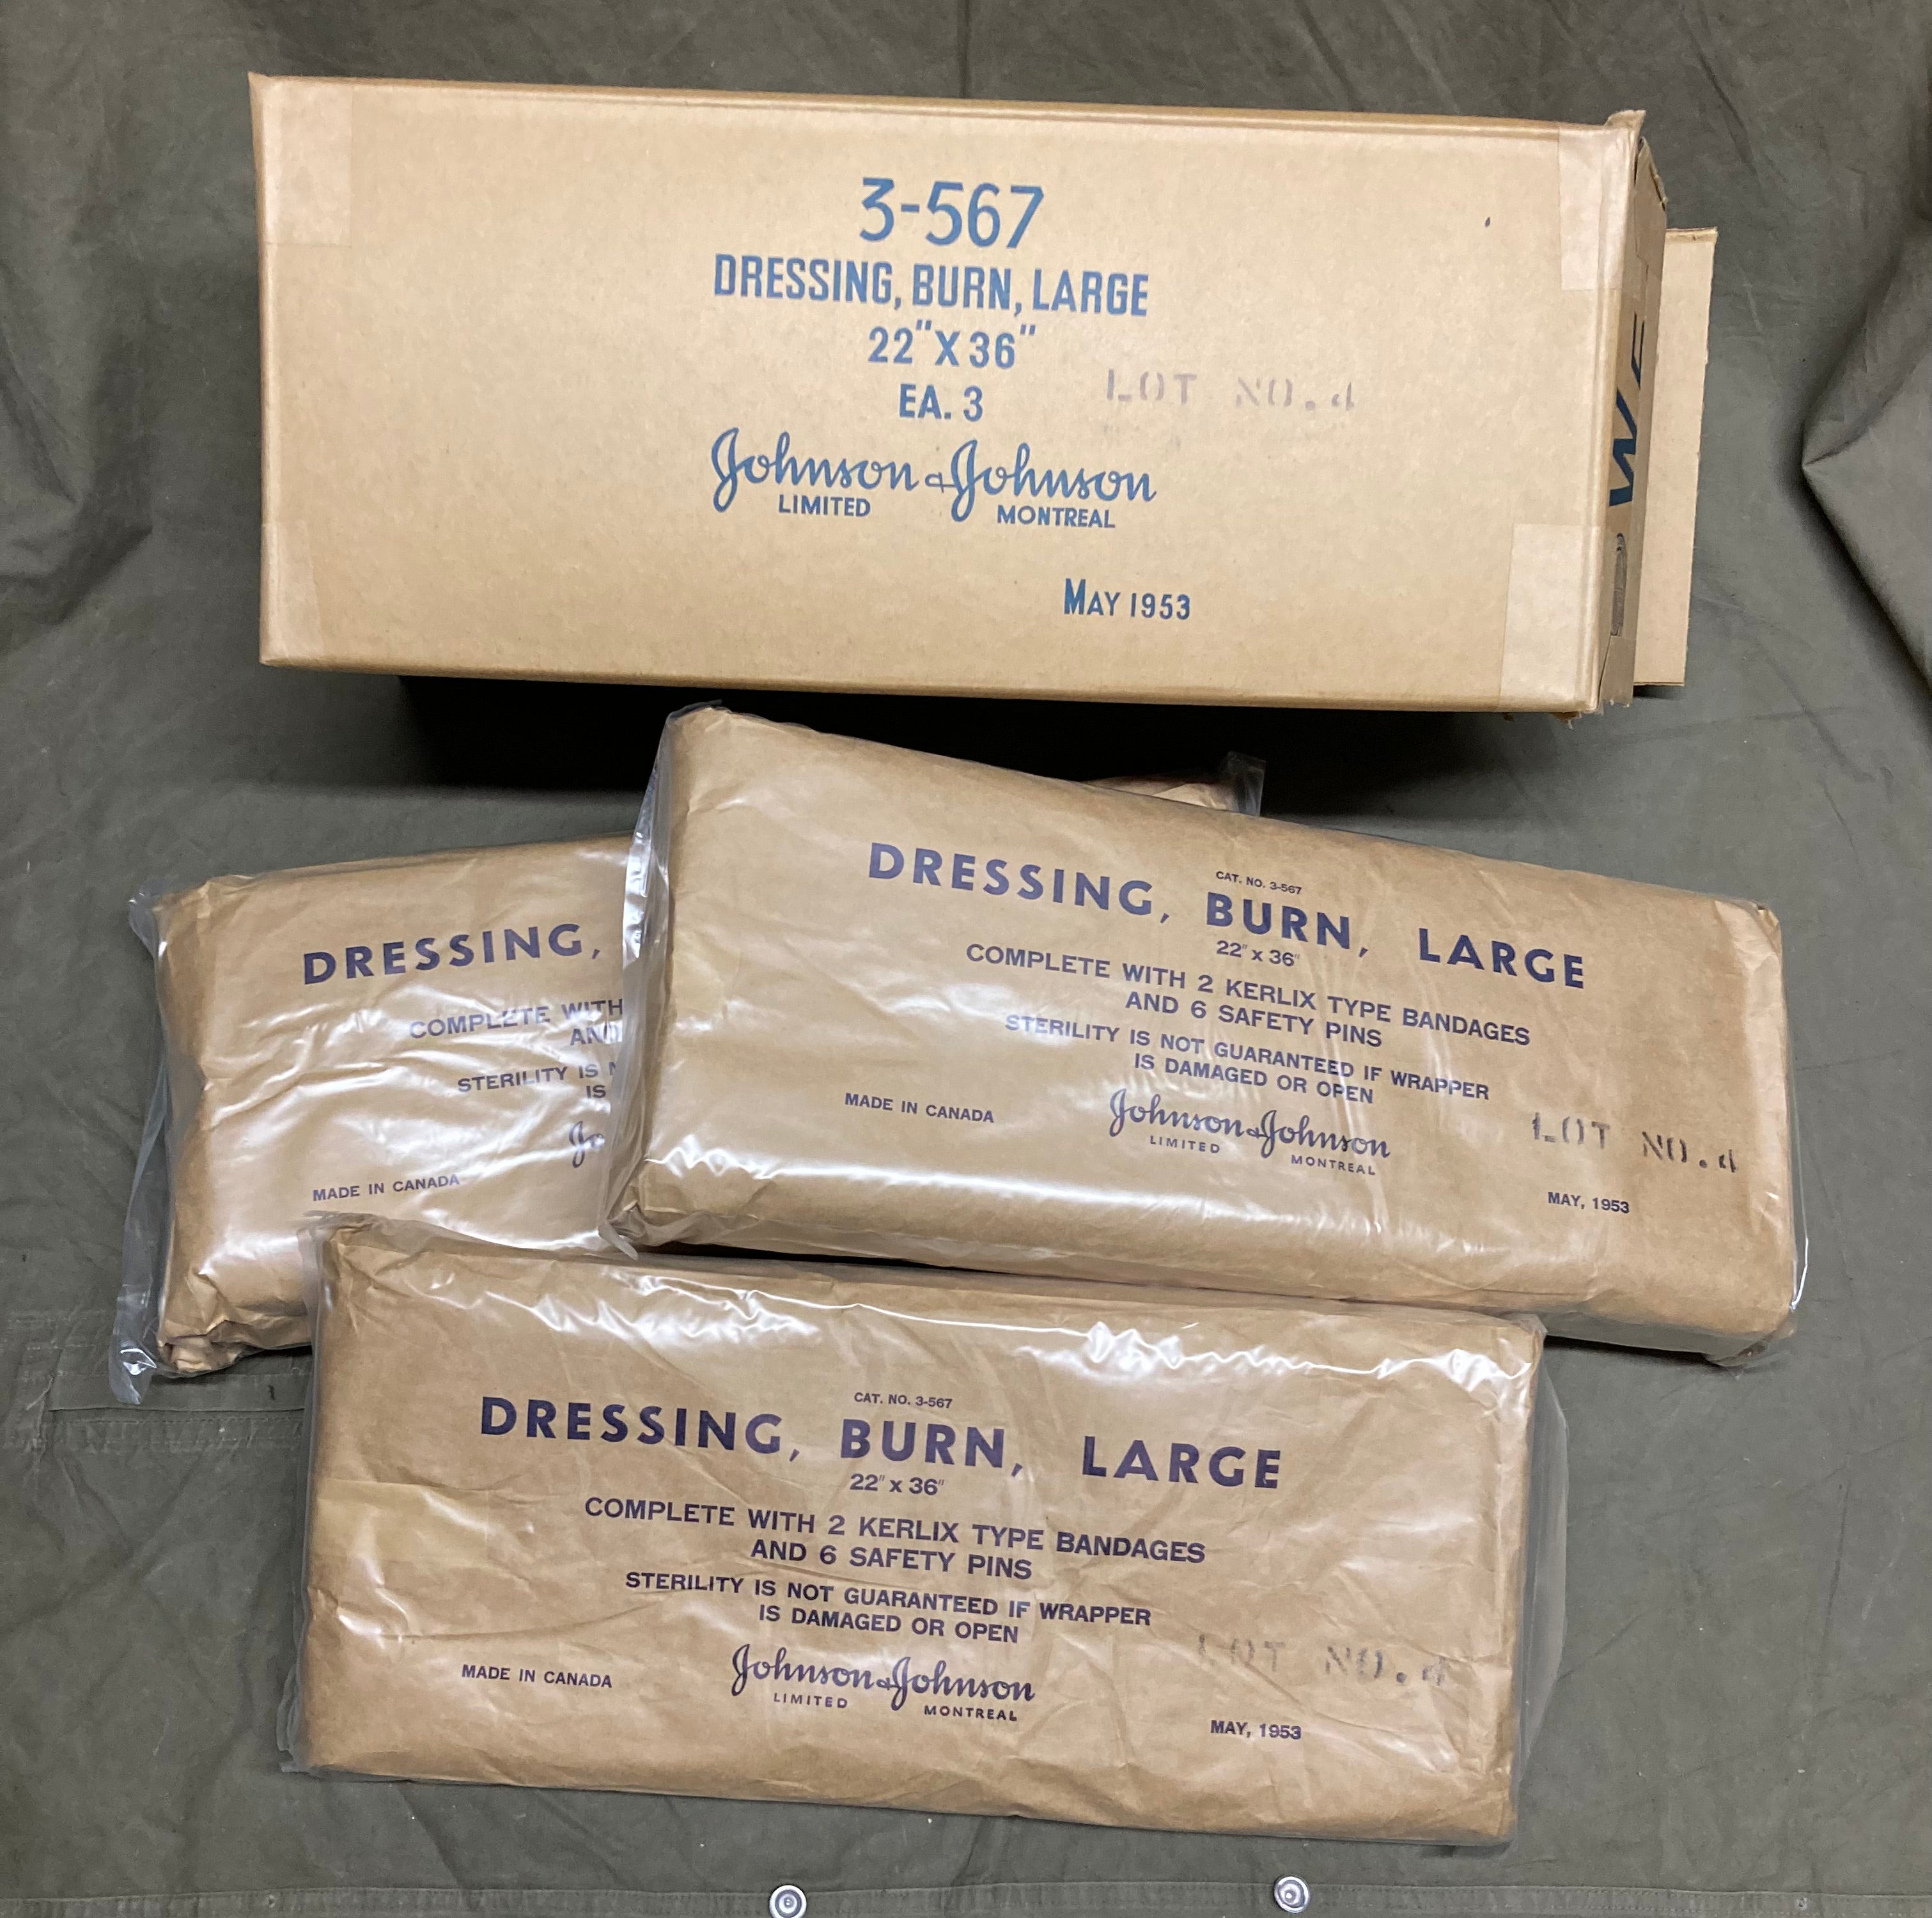 3-567
DRESSING, BURN, LARGE
22" X 36"
EA. 3
LOT NO. 4
Johnson & Johnson
LIMITED MONTREAL
MAY 1953
CAT. NO. 3-567
DRESSING, BURN, LARGE
22" x 36"
COMPLETE WITH 2 KERLIX TYPE BANDAGES
AND 6 SAFETY PINS
STERILITY IS NOT GUARANTEED IF WRAPPER
IS DAMAGED OR OPEN
MADE IN CANADA
Johnson & Johnson
LIMITED MONTREAL
LOT NO. 4
MAY, 1953
DRESSING,
COMPLETE WITH
STERILITY IS
IS
MADE IN CANADA
CAT. NO. 3-567
DRESSING, BURN, LARGE
22" x 36"
COMPLETE WITH 2 KERLIX TYPE BANDAGES
AND 6 SAFETY PINS
STERILITY IS NOT GUARANTEED IF WRAPPER
IS DAMAGED OR OPEN
MADE IN CANADA
Johnson & Johnson
LIMITED MONTREAL
LOT NO. 4
MAY, 1953